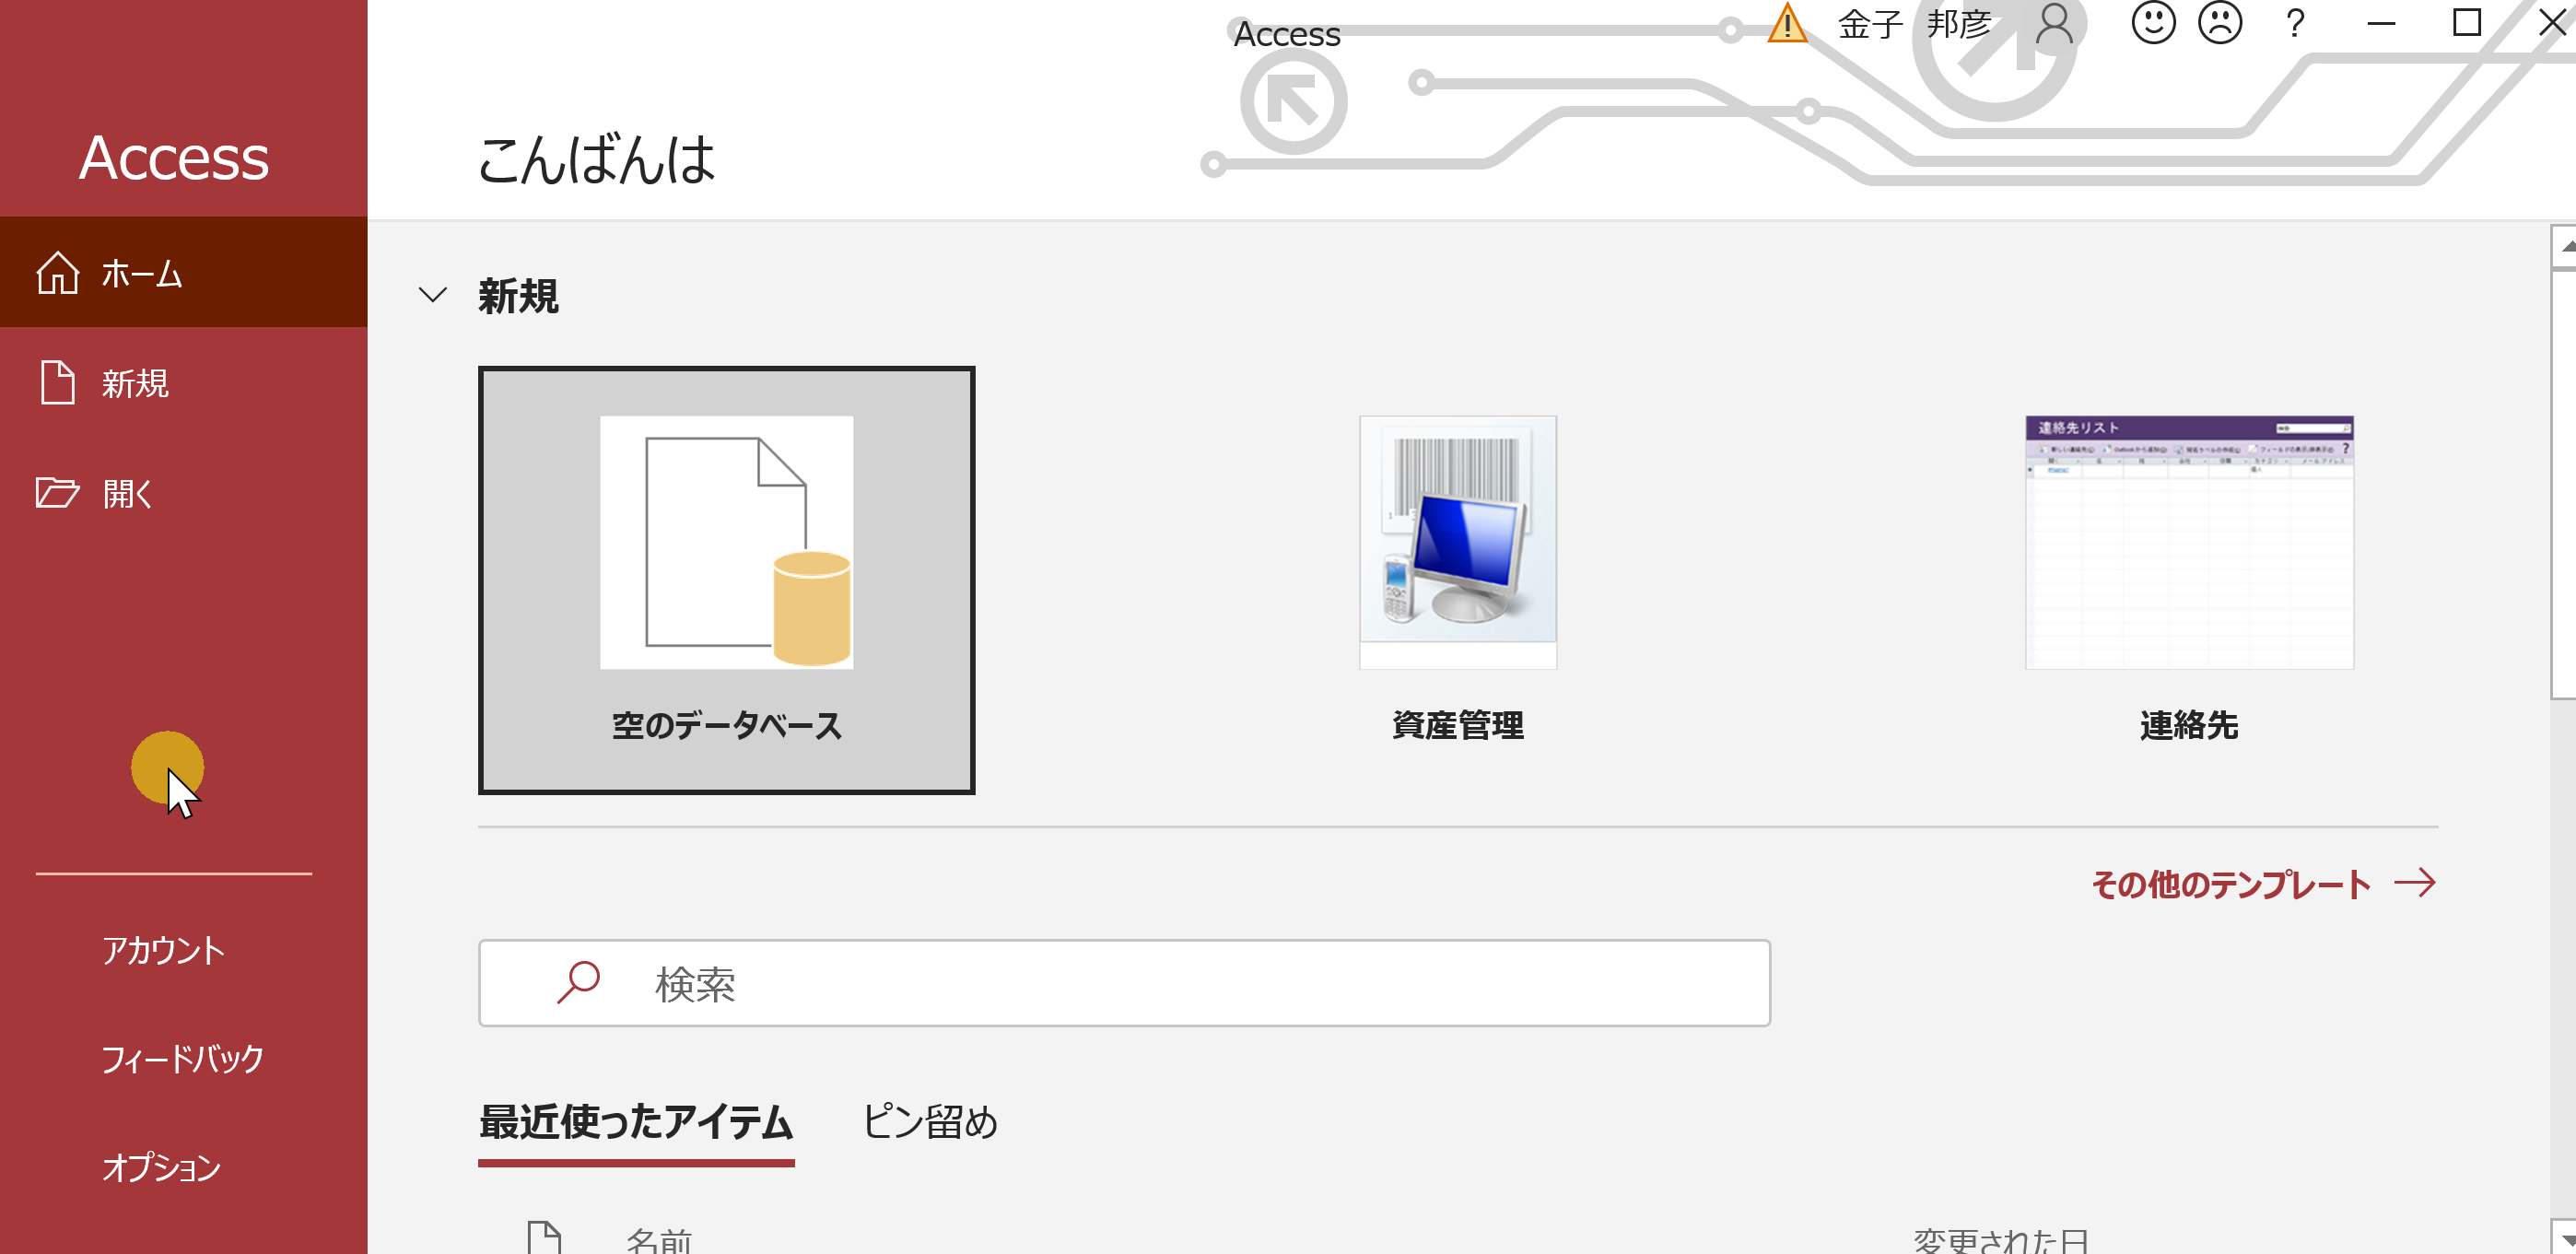 Access
金子 邦彦
?
Access
こんばんは
ホーム
新規
開く
アカウント
フィードバック
オプション
新規
空のデータベース
資産管理
連絡先リスト
連絡先
その他のテンプレート
検索
最近使ったアイテム
ピン留め
名前
変更された日